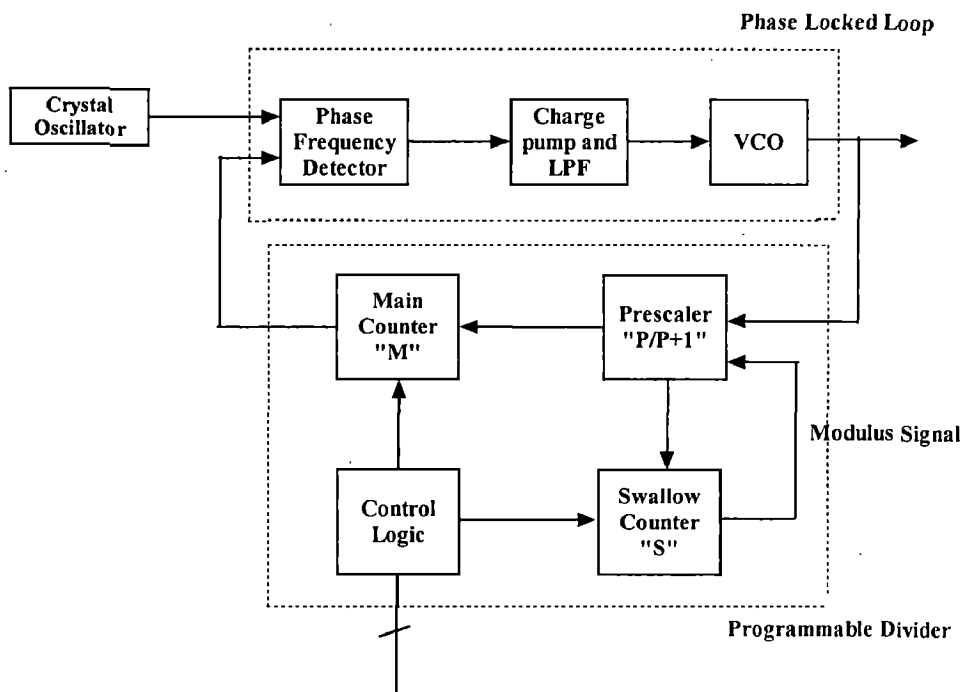 Phase Locked Loop
Crystal
Oscillator
Phase
Frequency
Detector
Charge
pump and
LPF
VCO
Main
Counter
"M"
Prescaler
"P/P+1"
Modulus Signal
Control
Logic
Swallow
Counter
"S"
Programmable Divider